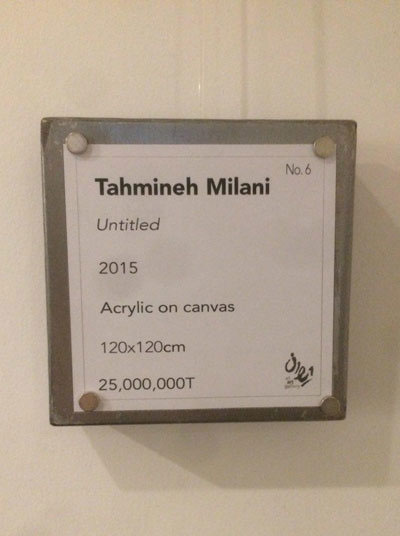 No. 6
Tahmineh Milani
Untitled
2015
Acrylic on canvas
120x120cm
25,000,000T